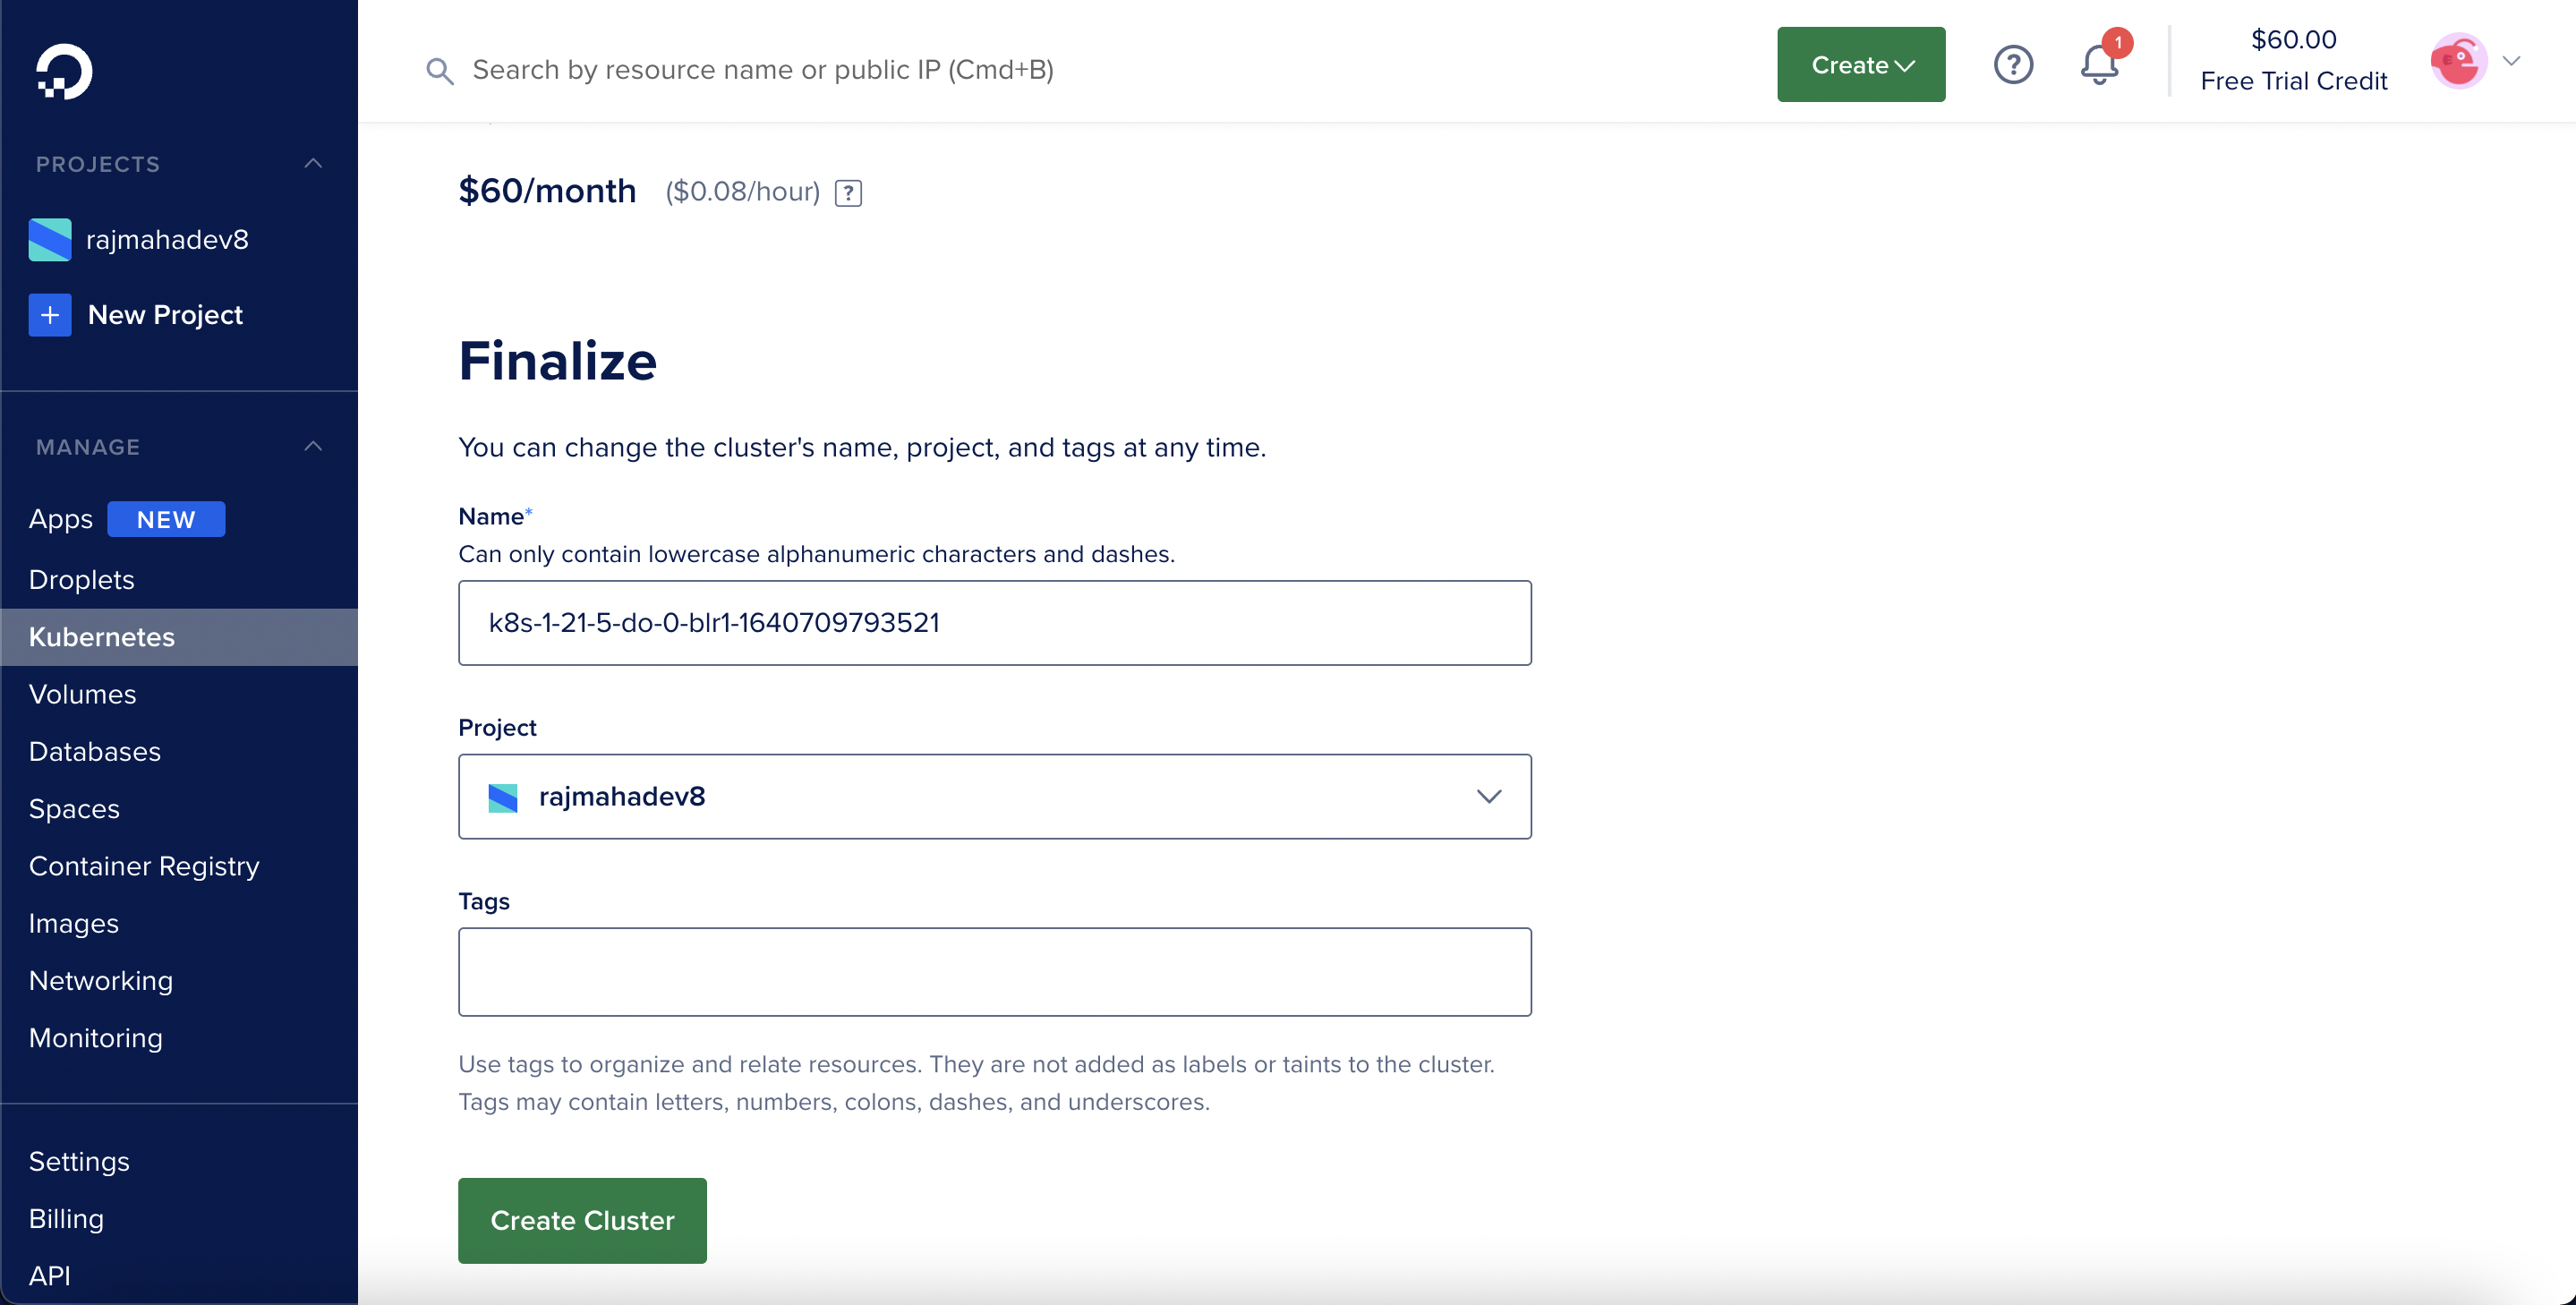 Search by resource name or public IP (Cmd+B)
Create
?
1
$60.00
Free Trial Credit
PROJECTS
rajmahadev8
+ New Project
MANAGE
Apps NEW
Droplets
Kubernetes
Volumes
Databases
Spaces
Container Registry
Images
Networking
Monitoring
Settings
Billing
API
$60/month ($0.08/hour) ?
Finalize
You can change the cluster's name, project, and tags at any time.
Name*
Can only contain lowercase alphanumeric characters and dashes.
k8s-1-21-5-do-0-blr1-1640709793521
Project
rajmahadev8
Tags
Use tags to organize and relate resources. They are not added as labels or taints to the cluster.
Tags may contain letters, numbers, colons, dashes, and underscores.
Create Cluster